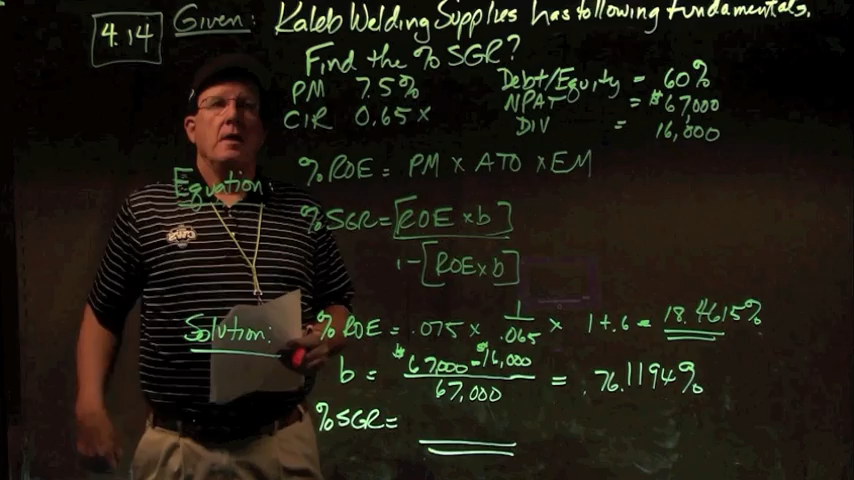 4.14 Given: Kaleb Welding Supplies has following fundamentals.
Find the % SGR?
PM 7.5% Debt/Equity = 60%
CIR 0.65x NPAT = $67,000
DIV = 16,000
% ROE = PM x ATO x EM
Equation:
% SGR = [ROE x b]
1-[ROE x b]
Solution: % ROE = .075 x 1/.065 x 1+.6 = 18.4615%
b = $67,000-$16,000 / 67,000 = .761194%
% SGR =